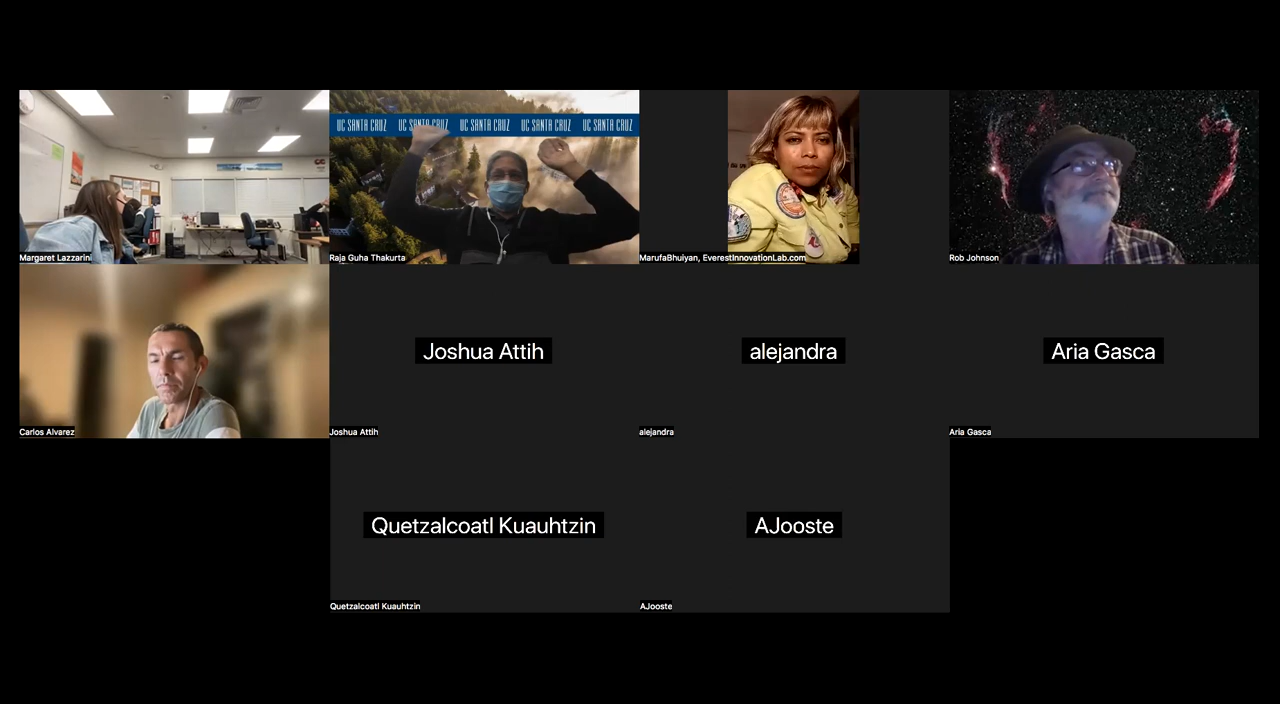 UC SANTA CRUZ UC SANTA CRUZ UC SANTA CRUZ UC SANTA CRUZ UC SANTA CRUZ
Margaret Lazzarini
Raja Guha Thakurta
MarufaBhuiyan, EverestInnovationLab.com
Rob Johnson
Joshua Attih
alejandra
Aria Gasca
Carlos Alvarez
Joshua Attih
alejandra
Aria Gasca
Quetzalcoatl Kuauhtzin
AJooste
Quetzalcoatl Kuauhtzin
AJooste